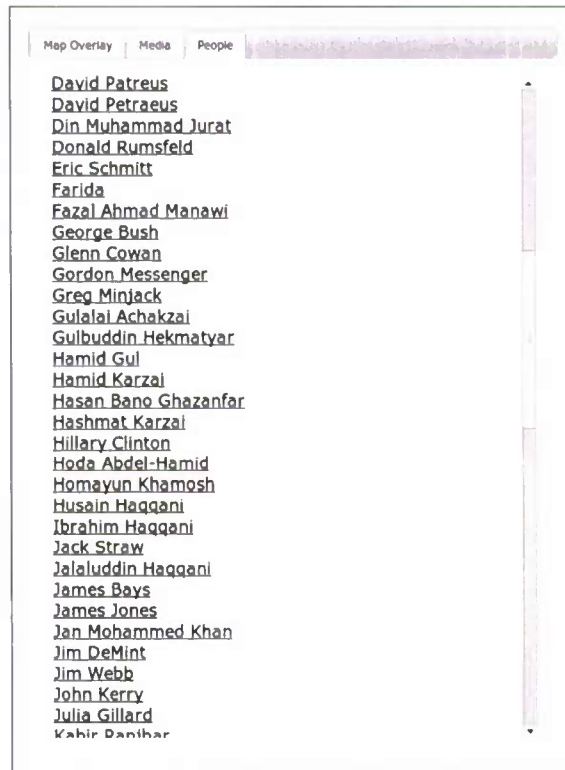 Map Overlay Media People
David Patreus
David Petraeus
Din Muhammad Jurat
Donald Rumsfeld
Eric Schmitt
Farida
Fazal Ahmad Manawi
George Bush
Glenn Cowan
Gordon Messenger
Greg Minjack
Gulalai Achakzai
Gulbuddin Hekmatyar
Hamid Gul
Hamid Karzai
Hasan Bano Ghazanfar
Hashmat Karzai
Hillary Clinton
Hoda Abdel-Hamid
Homayun Khamosh
Husain Haqqani
Ibrahim Haqqani
Jack Straw
Jalaluddin Haqqani
James Bays
James Jones
Jan Mohammed Khan
Jim DeMint
Jim Webb
John Kerry
Julia Gillard
Kabir Ranjbar